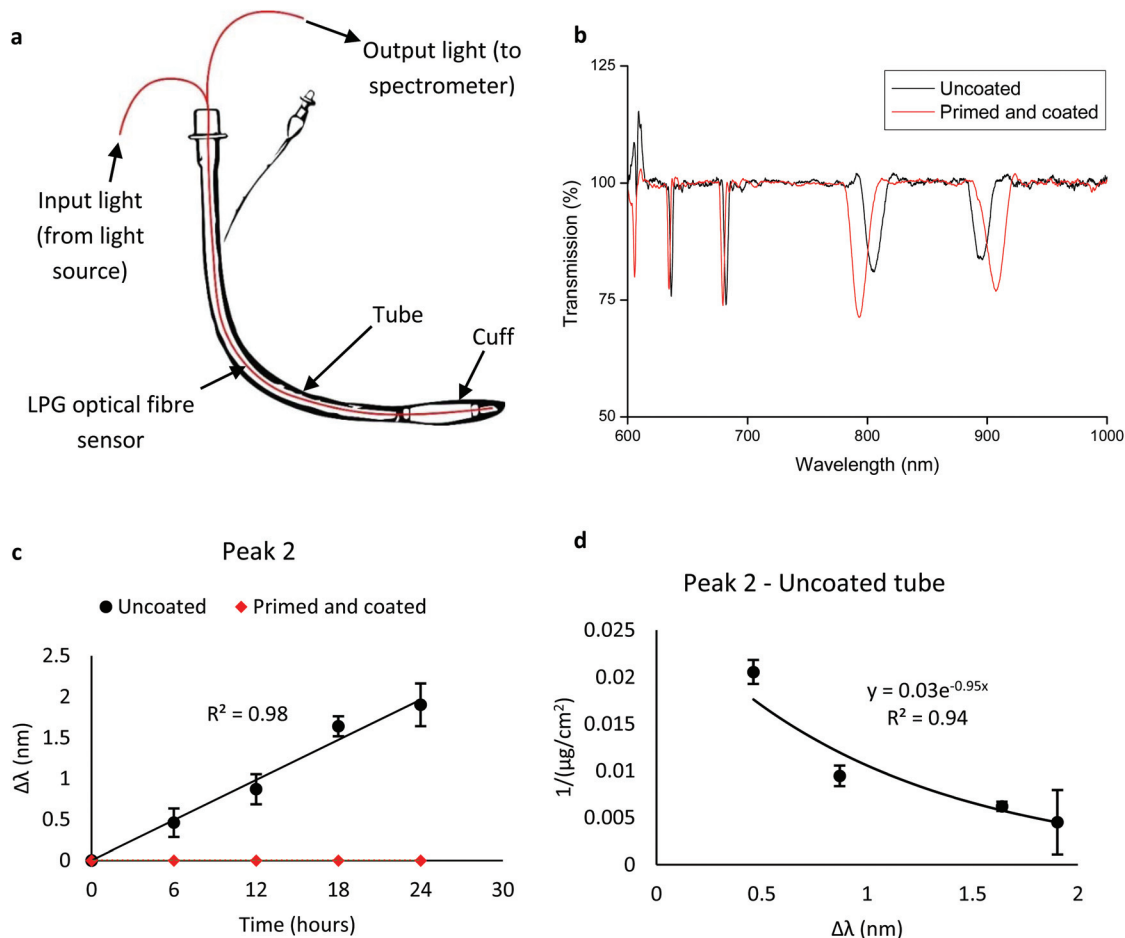 a
Output light (to
spectrometer)
Input light
(from light
source)
Tube
Cuff
LPG optical fibre
sensor
b
125
100
75
50
Transmission (%)
Uncoated
Primed and coated
600
700
800
900
1000
Wavelength (nm)
c
Peak 2
Uncoated
Primed and coated
2.5
2
1.5
1
0.5
0
Δλ (nm)
R² = 0.98
0
6
12
18
24
30
Time (hours)
d
Peak 2 - Uncoated tube
0.025
0.02
0.015
0.01
0.005
0
1/(µg/cm²)
y = 0.03e⁻⁰·⁹⁵ˣ
R² = 0.94
0
0.5
1
1.5
2
Δλ (nm)